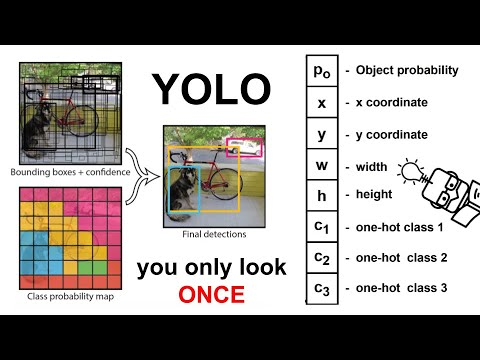 YOLO
Bounding boxes + confidence
Class probability map
Final detections
you only look
ONCE
po - Object probability
x - x coordinate
y - y coordinate
w - width
h - height
c1 - one-hot class 1
c2 - one-hot class 2
c3 - one-hot class 3